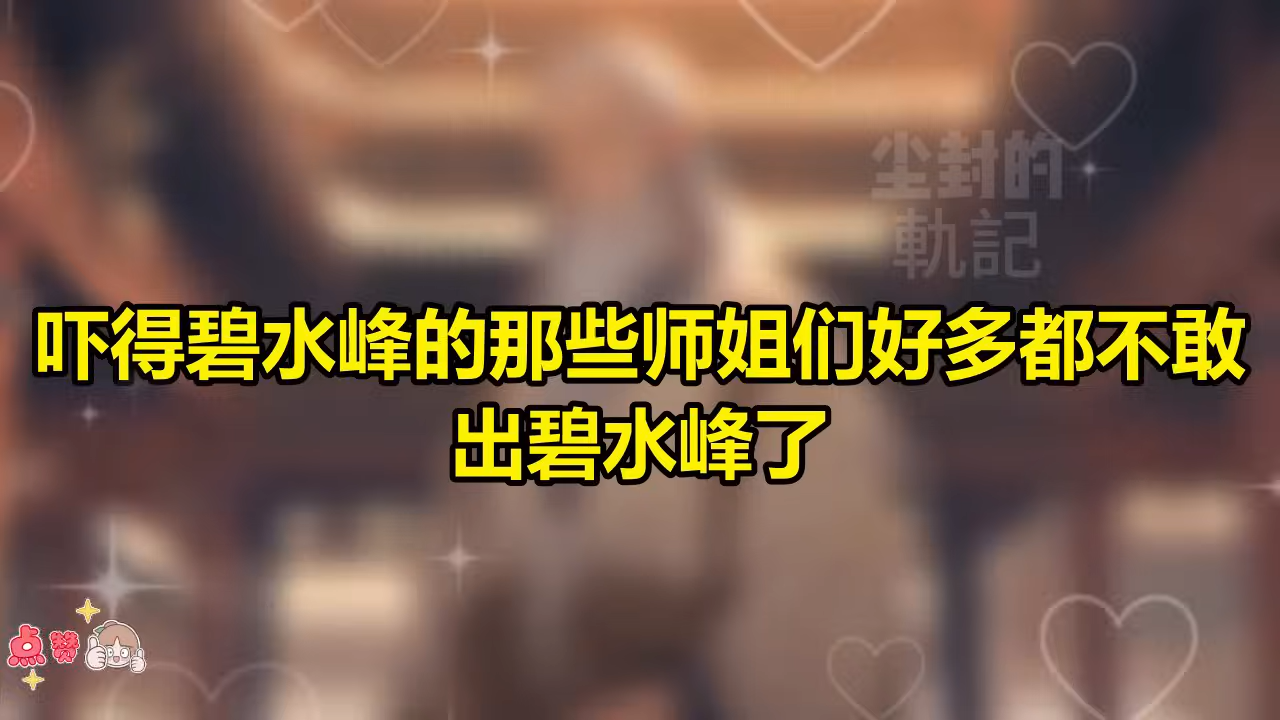 尘封的
軌記
吓得碧水峰的那些师姐们好多都不敢
出碧水峰了
点赞